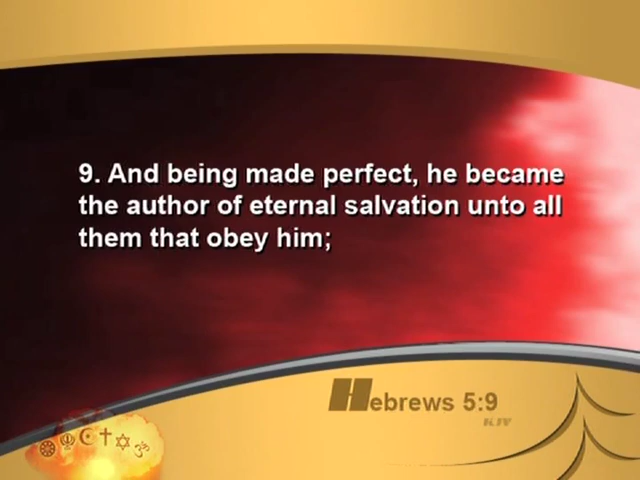 9. And being made perfect, he became
the author of eternal salvation unto all
them that obey him;
Hebrews 5:9
KJV